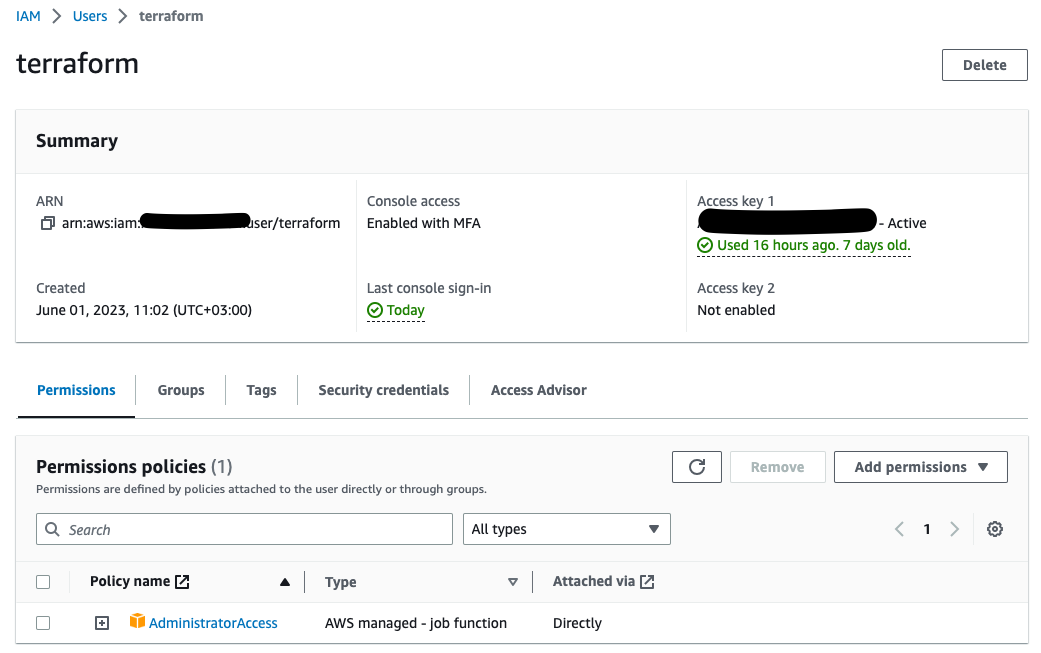 IAM > Users > terraform
terraform
Delete
Summary
ARN
arn:aws:iam: user/terraform
Console access
Enabled with MFA
Access key 1
- Active
Used 16 hours ago. 7 days old.
Created
June 01, 2023, 11:02 (UTC+03:00)
Last console sign-in
Today
Access key 2
Not enabled
Permissions
Groups
Tags
Security credentials
Access Advisor
Permissions policies (1)
Remove
Add permissions
Permissions are defined by policies attached to the user directly or through groups.
Search
All types
1
Policy name
Type
Attached via
AdministratorAccess
AWS managed - job function
Directly